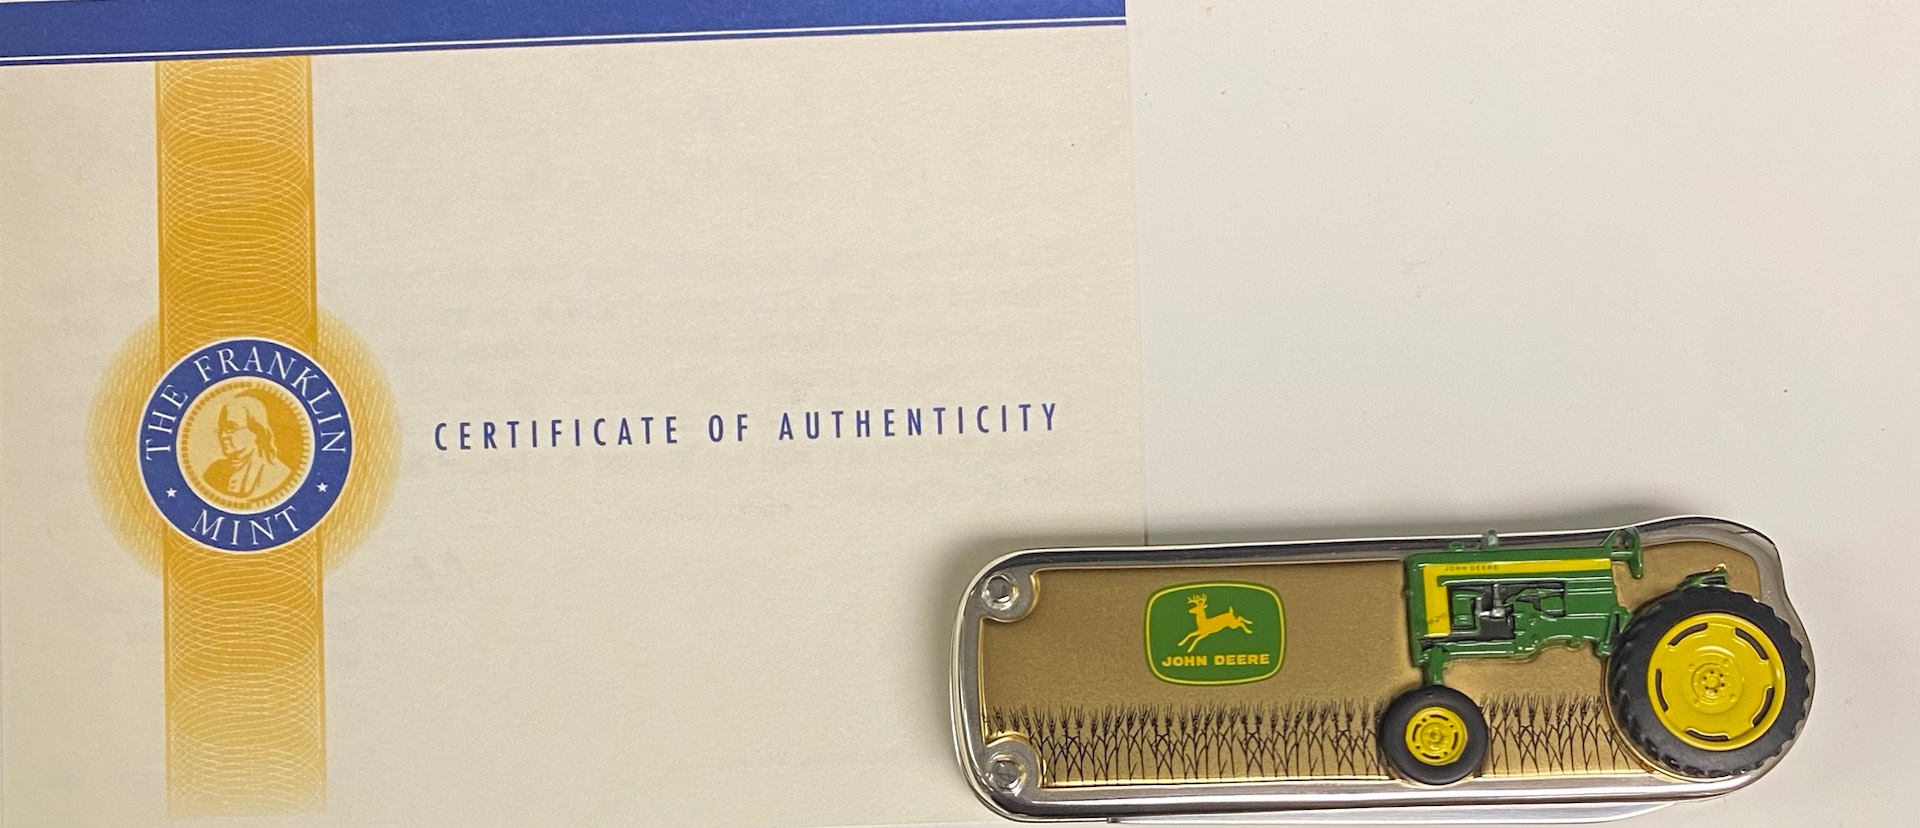 THE FRANKLIN
MINT
CERTIFICATE OF AUTHENTICITY
JOHN DEERE
JOHN DEERE